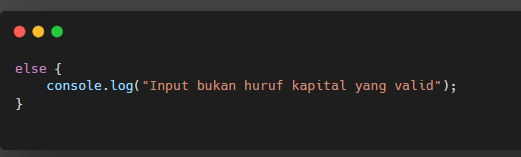 else {
    console.log("Input bukan huruf kapital yang valid");
}